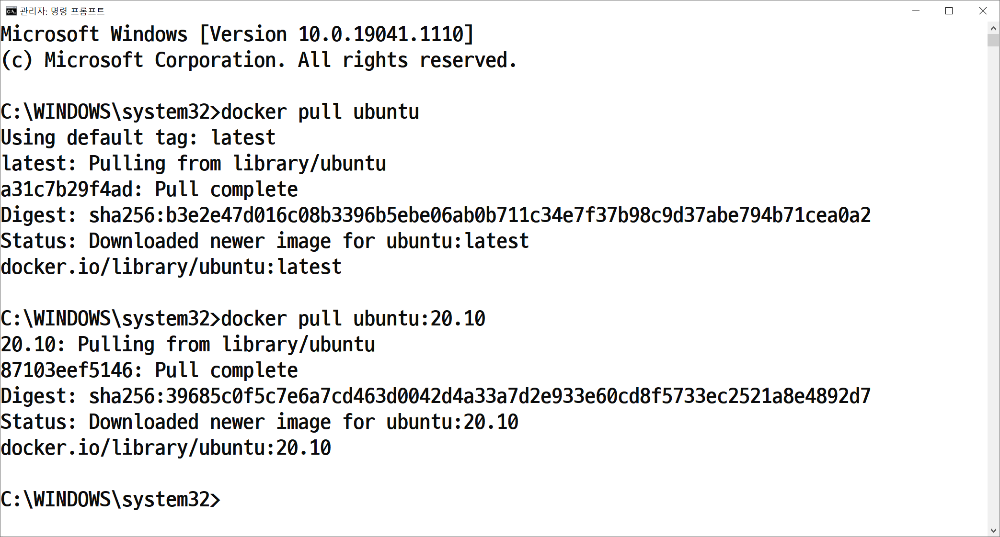 관리자: 명령 프롬프트
Microsoft Windows [Version 10.0.19041.1110]
(c) Microsoft Corporation. All rights reserved.
C:\WINDOWS\system32>docker pull ubuntu
Using default tag: latest
latest: Pulling from library/ubuntu
a31c7b29f4ad: Pull complete
Digest: sha256:b3e2e47d016c08b3396b5ebe06ab0b711c34e7f37b98c9d37abe794b71cea0a2
Status: Downloaded newer image for ubuntu:latest
docker.io/library/ubuntu:latest
C:\WINDOWS\system32>docker pull ubuntu:20.10
20.10: Pulling from library/ubuntu
87103eef5146: Pull complete
Digest: sha256:39685c0f5c7e6a7cd463d0042d4a33a7d2e933e60cd8f5733ec2521a8e4892d7
Status: Downloaded newer image for ubuntu:20.10
docker.io/library/ubuntu:20.10
C:\WINDOWS\system32>